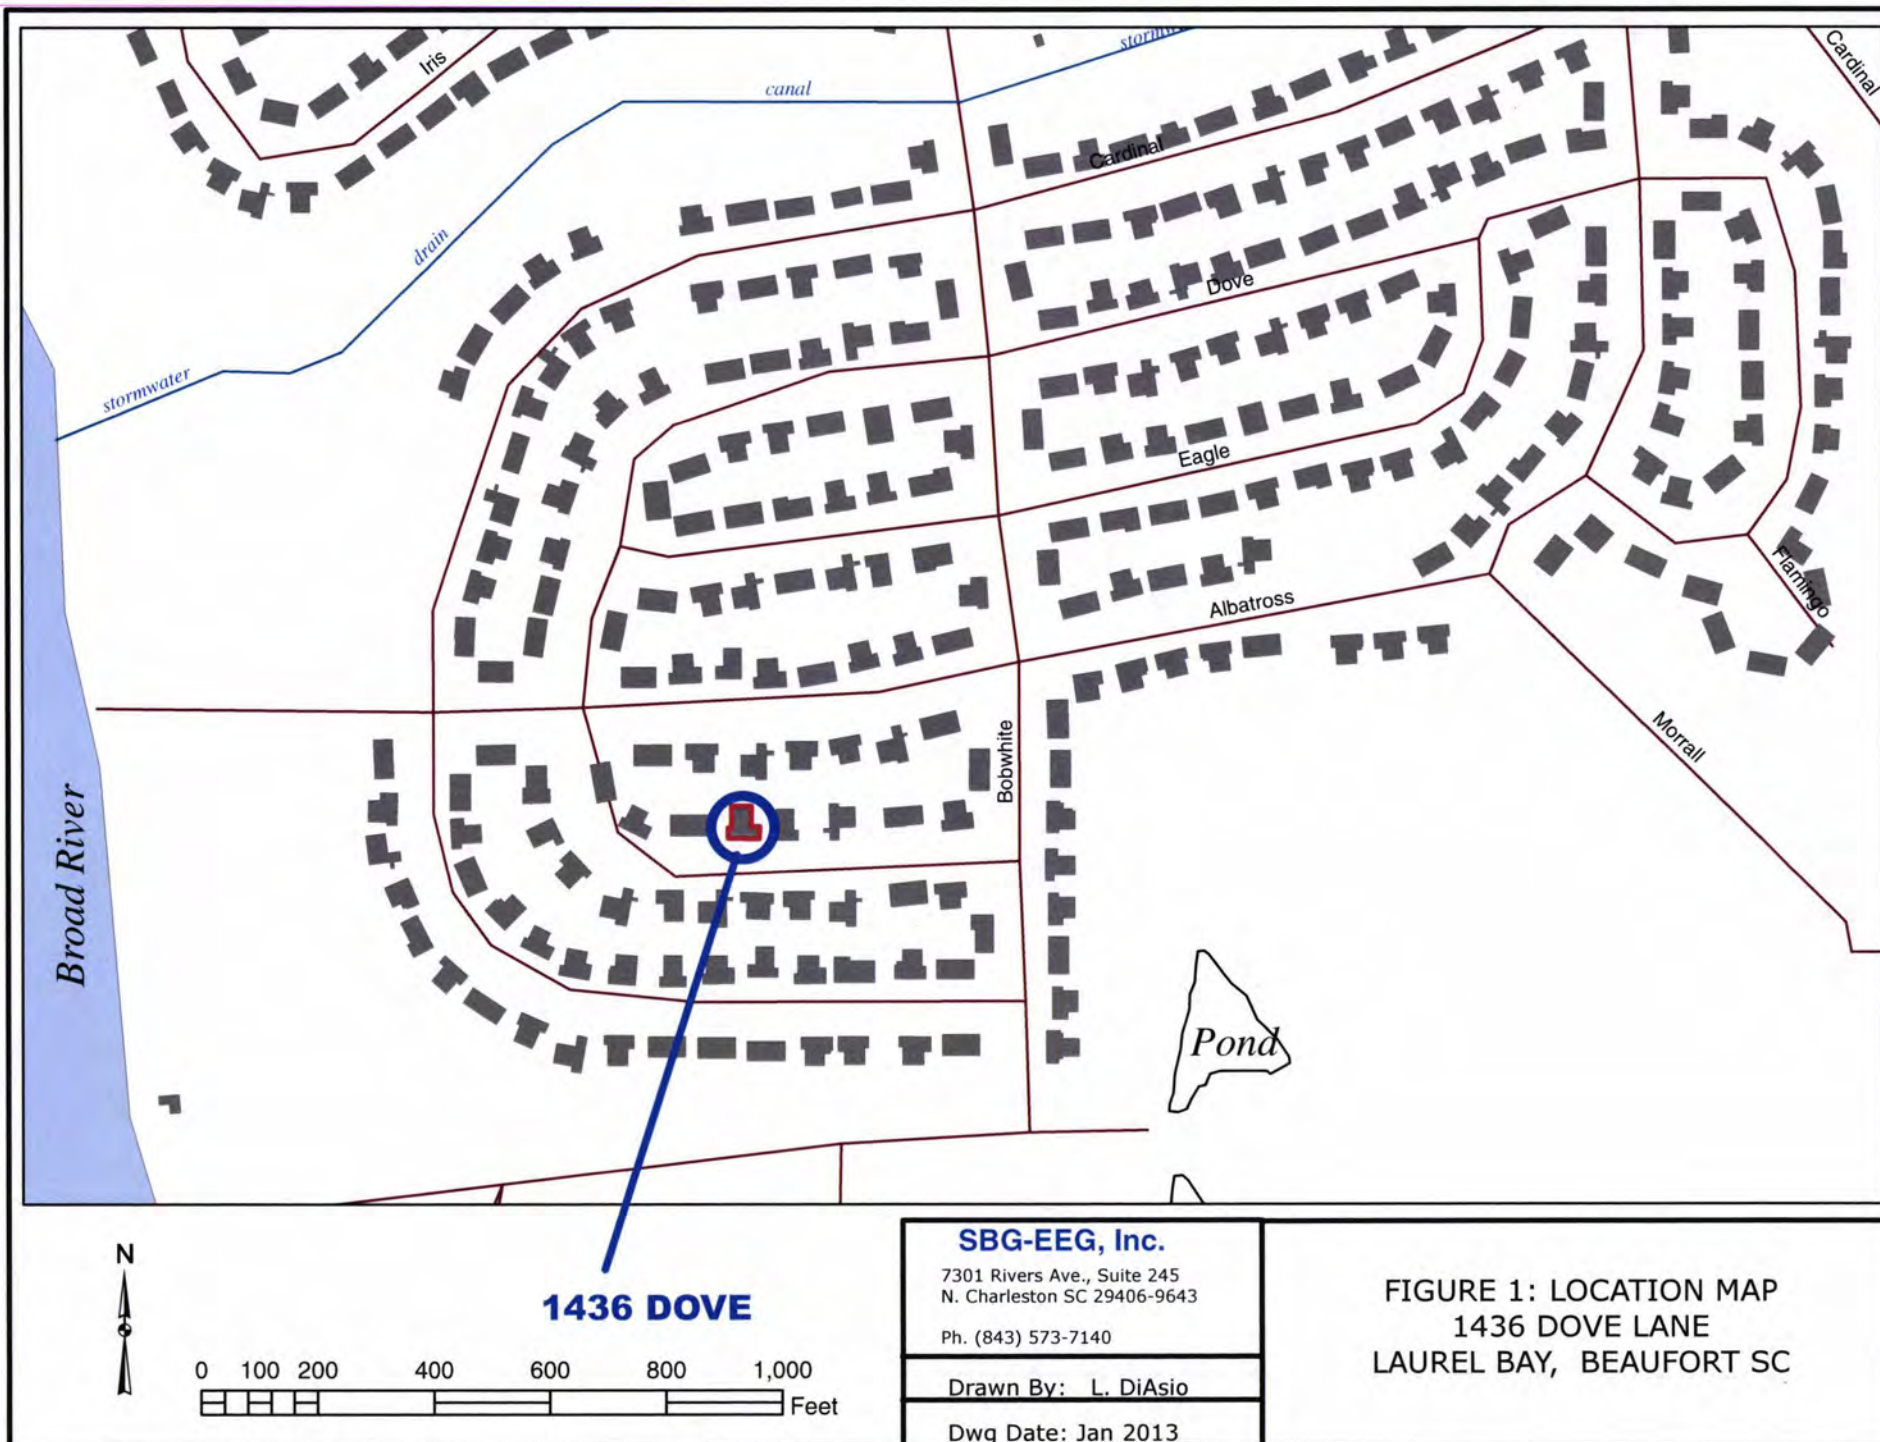 Iris
canal
stormw
Cardinal
Cardinal
drain
Dove
stormwater
Eagle
Flamingo
Albatross
Morrall
Bobwhite
Broad River
Pond
N
1436 DOVE
0 100 200 400 600 800 1,000
Feet
SBG-EEG, Inc.
7301 Rivers Ave., Suite 245
N. Charleston SC 29406-9643
Ph. (843) 573-7140
Drawn By: L. DiAsio
Dwg Date: Jan 2013
FIGURE 1: LOCATION MAP
1436 DOVE LANE
LAUREL BAY, BEAUFORT SC